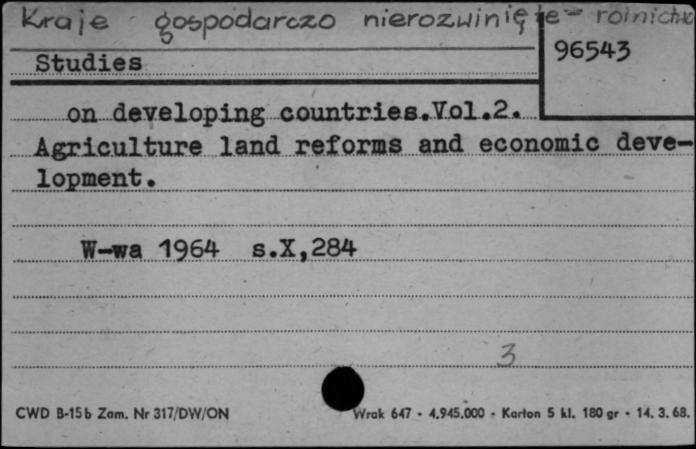 Kraje gospodarczo nierozwinięte - rolnictwo
96543
Studies
on developing countries.Vol.2.
Agriculture land reforms and economic deve-
lopment.
W-wa 1964 s.X,284
3
CWD B-15b Zam. Nr 317/DW/ON Wrak 647 - 4.945.000 - Karton 5 kl. 180 gr - 14. 3. 68.